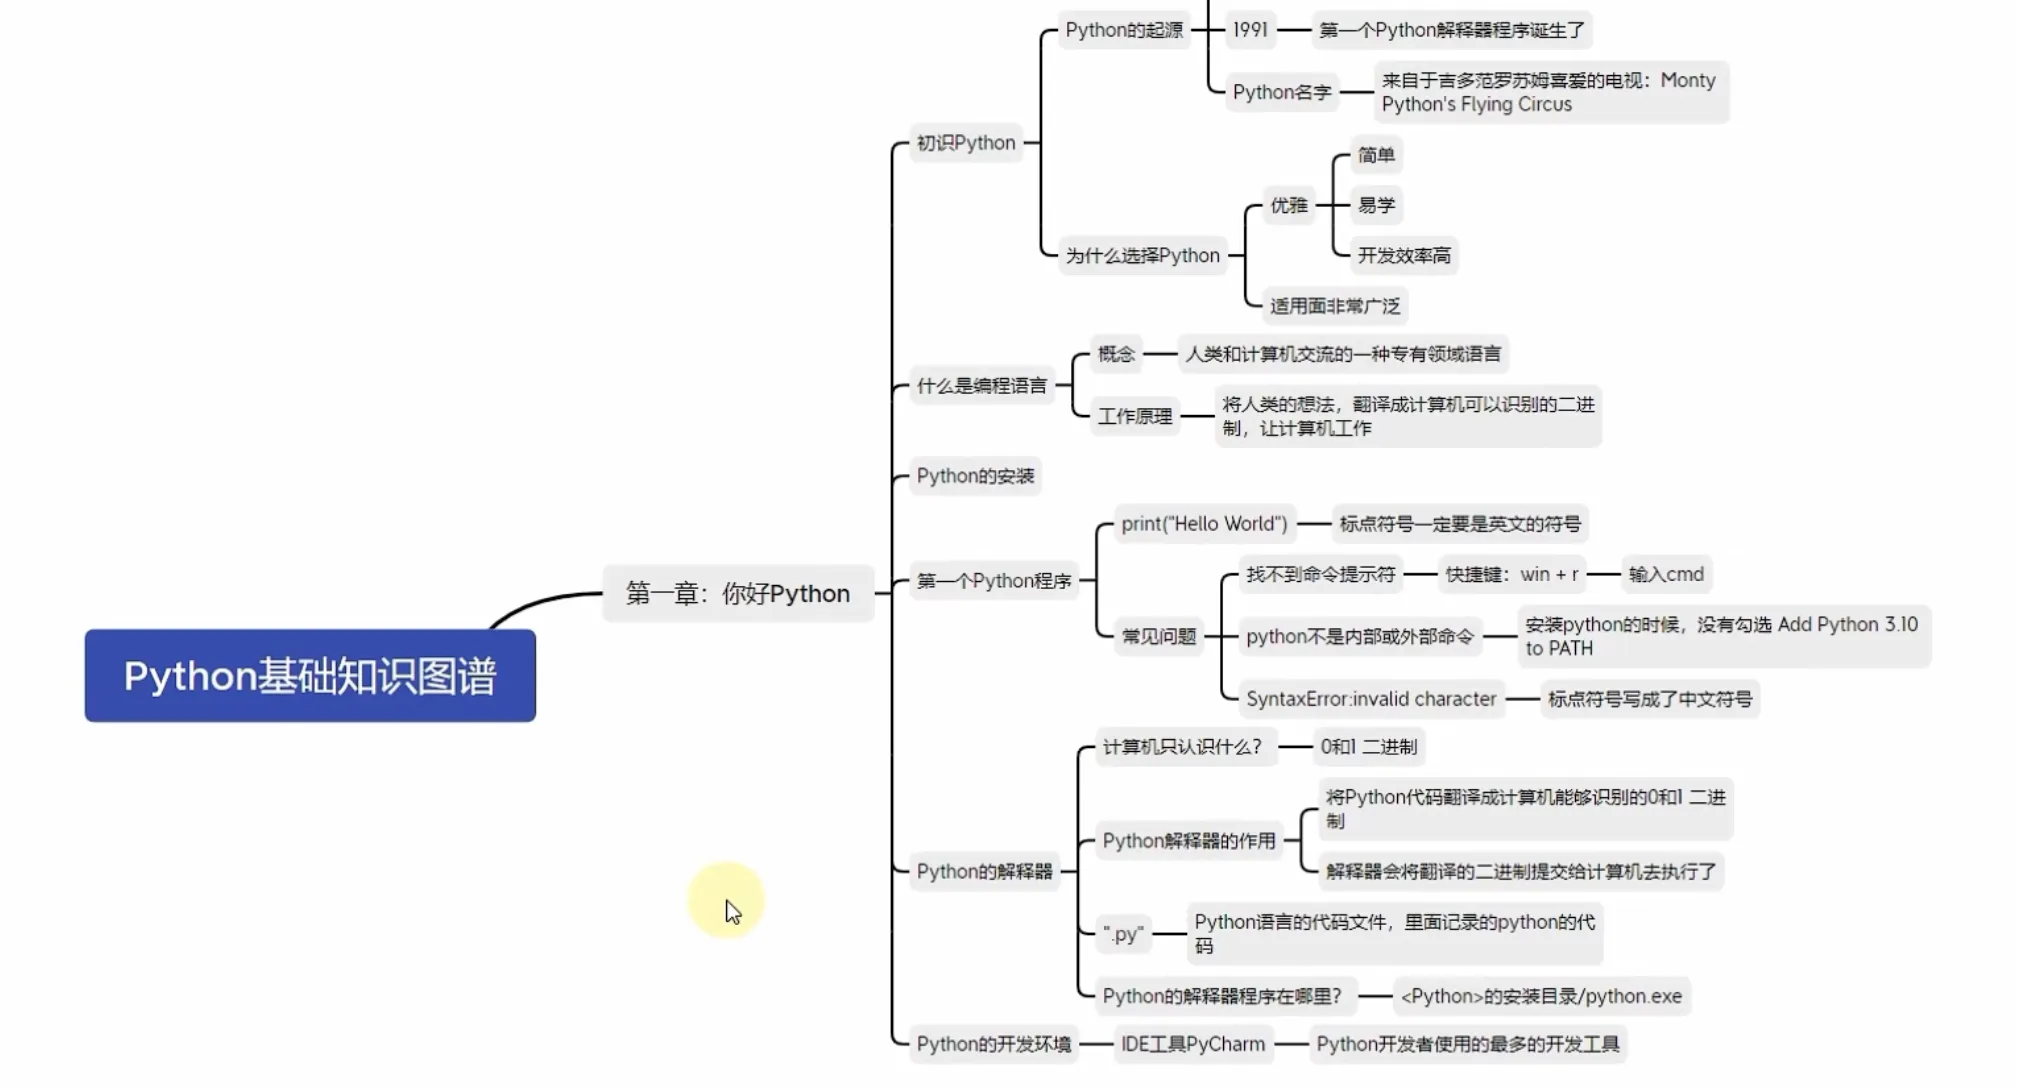 Python基础知识图谱
第一章：你好Python
初识Python
Python的起源
1991
第一个Python解释器程序诞生了
Python名字
来自于吉多范罗苏姆喜爱的电视：Monty
Python's Flying Circus
为什么选择Python
优雅
简单
易学
开发效率高
适用面非常广泛
什么是编程语言
概念
人类和计算机交流的一种专有领域语言
工作原理
将人类的想法，翻译成计算机可以识别的二进
制，让计算机工作
Python的安装
第一个Python程序
print("Hello World")
标点符号一定要是英文的符号
常见问题
找不到命令提示符
快捷键：win + r
输入cmd
python不是内部或外部命令
安装python的时候，没有勾选 Add Python 3.10
to PATH
SyntaxError:invalid character
标点符号写成了中文符号
Python的解释器
计算机只认识什么？
0和1 二进制
Python解释器的作用
将Python代码翻译成计算机能够识别的0和1 二进
制
解释器会将翻译的二进制提交给计算机去执行了
".py"
Python语言的代码文件，里面记录的python的代
码
Python的解释器程序在哪里？
<Python>的安装目录/python.exe
Python的开发环境
IDE工具PyCharm
Python开发者使用的最多的开发工具